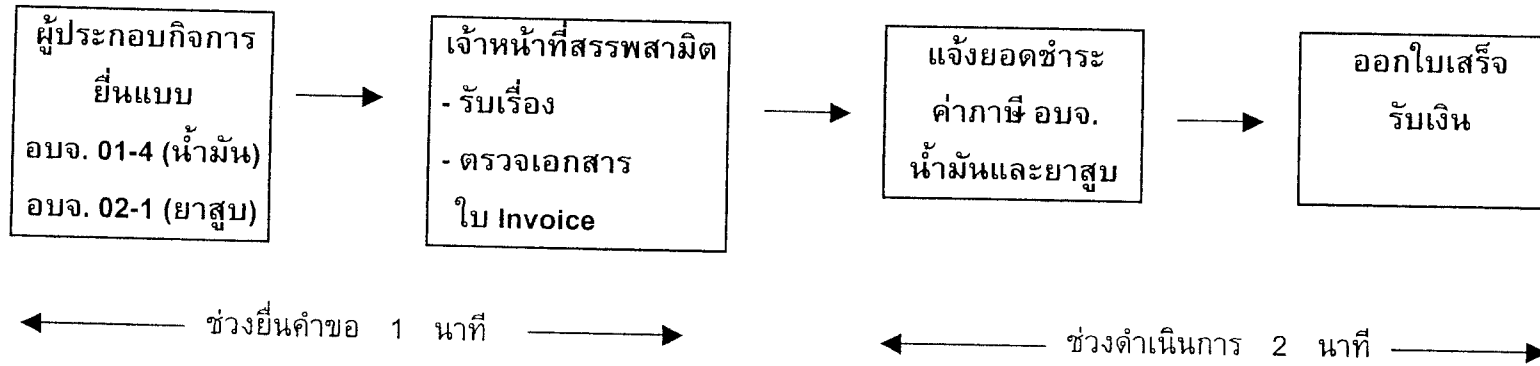 ผู้ประกอบกิจการ
ยื่นแบบ
อบจ. 01-4 (น้ำมัน)
อบจ. 02-1 (ยาสูบ)
เจ้าหน้าที่สรรพสามิต
- รับเรื่อง
- ตรวจเอกสาร
ใบ Invoice
แจ้งยอดชำระ
ค่าภาษี อบจ.
น้ำมันและยาสูบ
ออกใบเสร็จ
รับเงิน
ช่วงยื่นคำขอ 1 นาที
ช่วงดำเนินการ 2 นาที